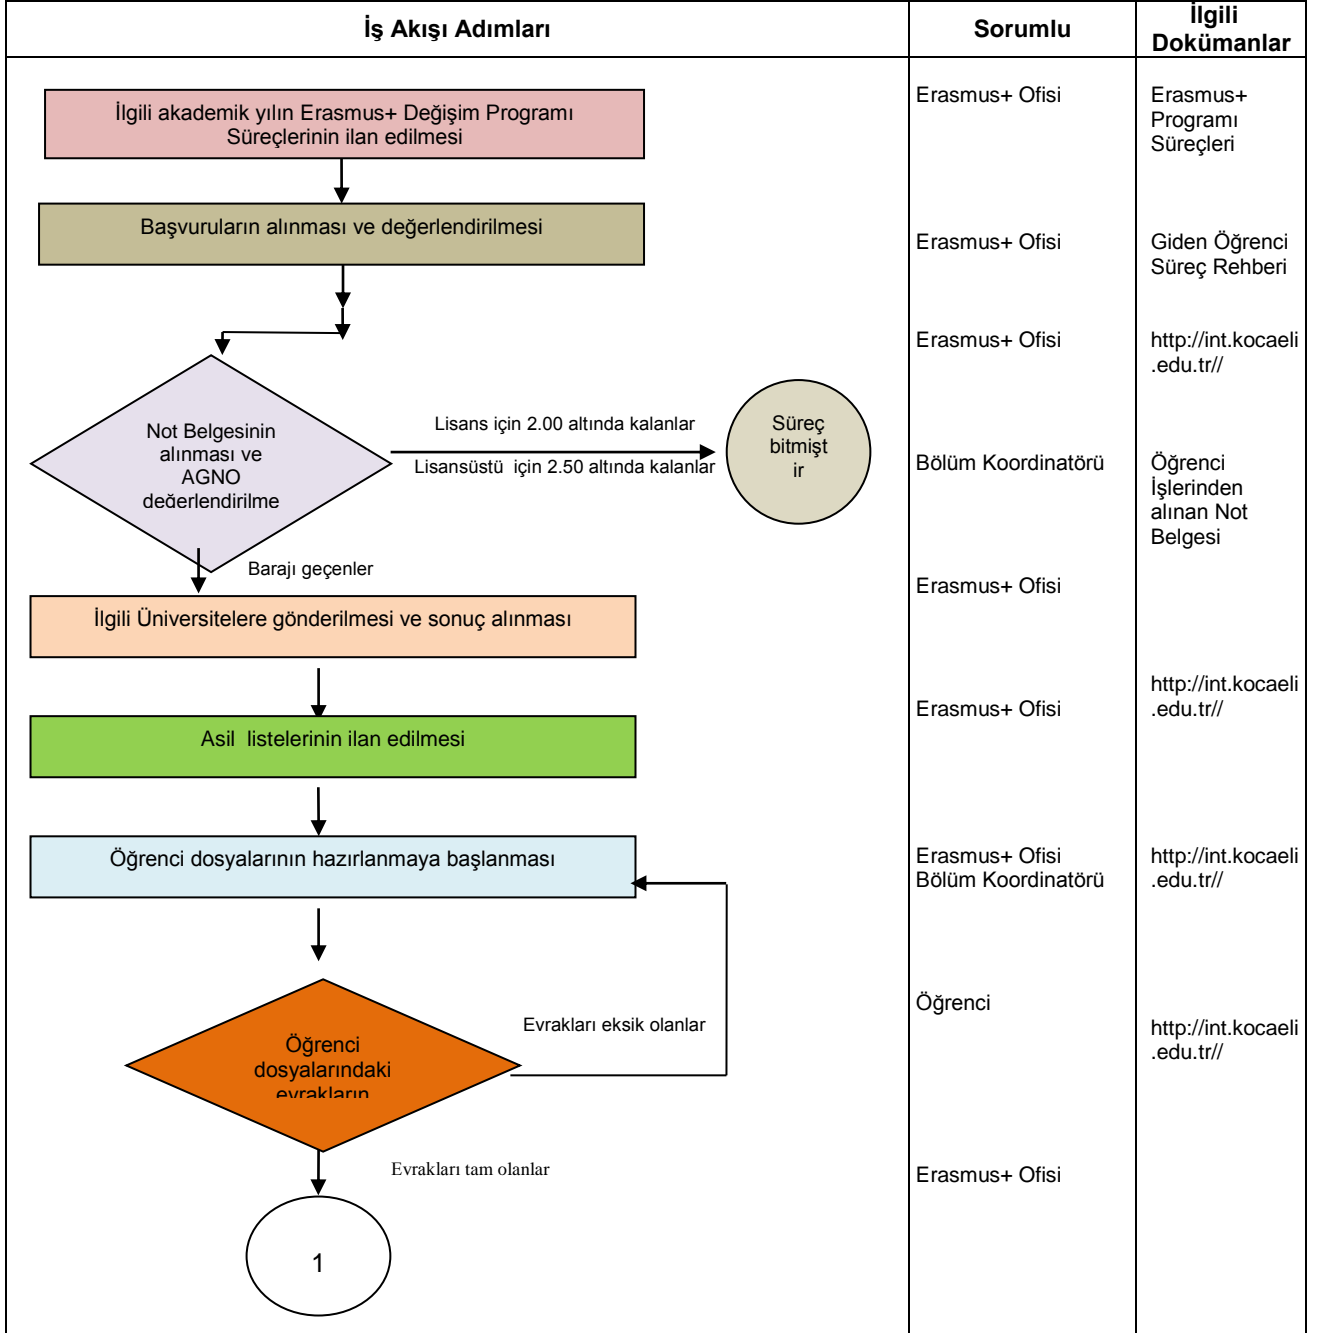 İş Akışı Adımları
Sorumlu
İlgili
Dokümanlar
İlgili akademik yılın Erasmus+ Değişim Programı
Süreçlerinin ilan edilmesi
Erasmus+ Ofisi
Erasmus+
Programı
Süreçleri
Başvuruların alınması ve değerlendirilmesi
Erasmus+ Ofisi
Giden Öğrenci
Süreç Rehberi
Erasmus+ Ofisi
http://int.kocaeli
.edu.tr//
Not Belgesinin
alınması ve
AGNO
değerlendirilme
Lisans için 2.00 altında kalanlar
Lisansüstü  için 2.50 altında kalanlar
Süreç
bitmişt
ir
Bölüm Koordinatörü
Öğrenci
İşlerinden
alınan Not
Belgesi
Barajı geçenler
Erasmus+ Ofisi
İlgili Üniversitelere gönderilmesi ve sonuç alınması
Erasmus+ Ofisi
http://int.kocaeli
.edu.tr//
Asil  listelerinin ilan edilmesi
Öğrenci dosyalarının hazırlanmaya başlanması
Erasmus+ Ofisi
Bölüm Koordinatörü
http://int.kocaeli
.edu.tr//
Öğrenci
Evrakları eksik olanlar
http://int.kocaeli
.edu.tr//
Öğrenci
dosyalarındaki
evrakların
Evrakları tam olanlar
Erasmus+ Ofisi
1